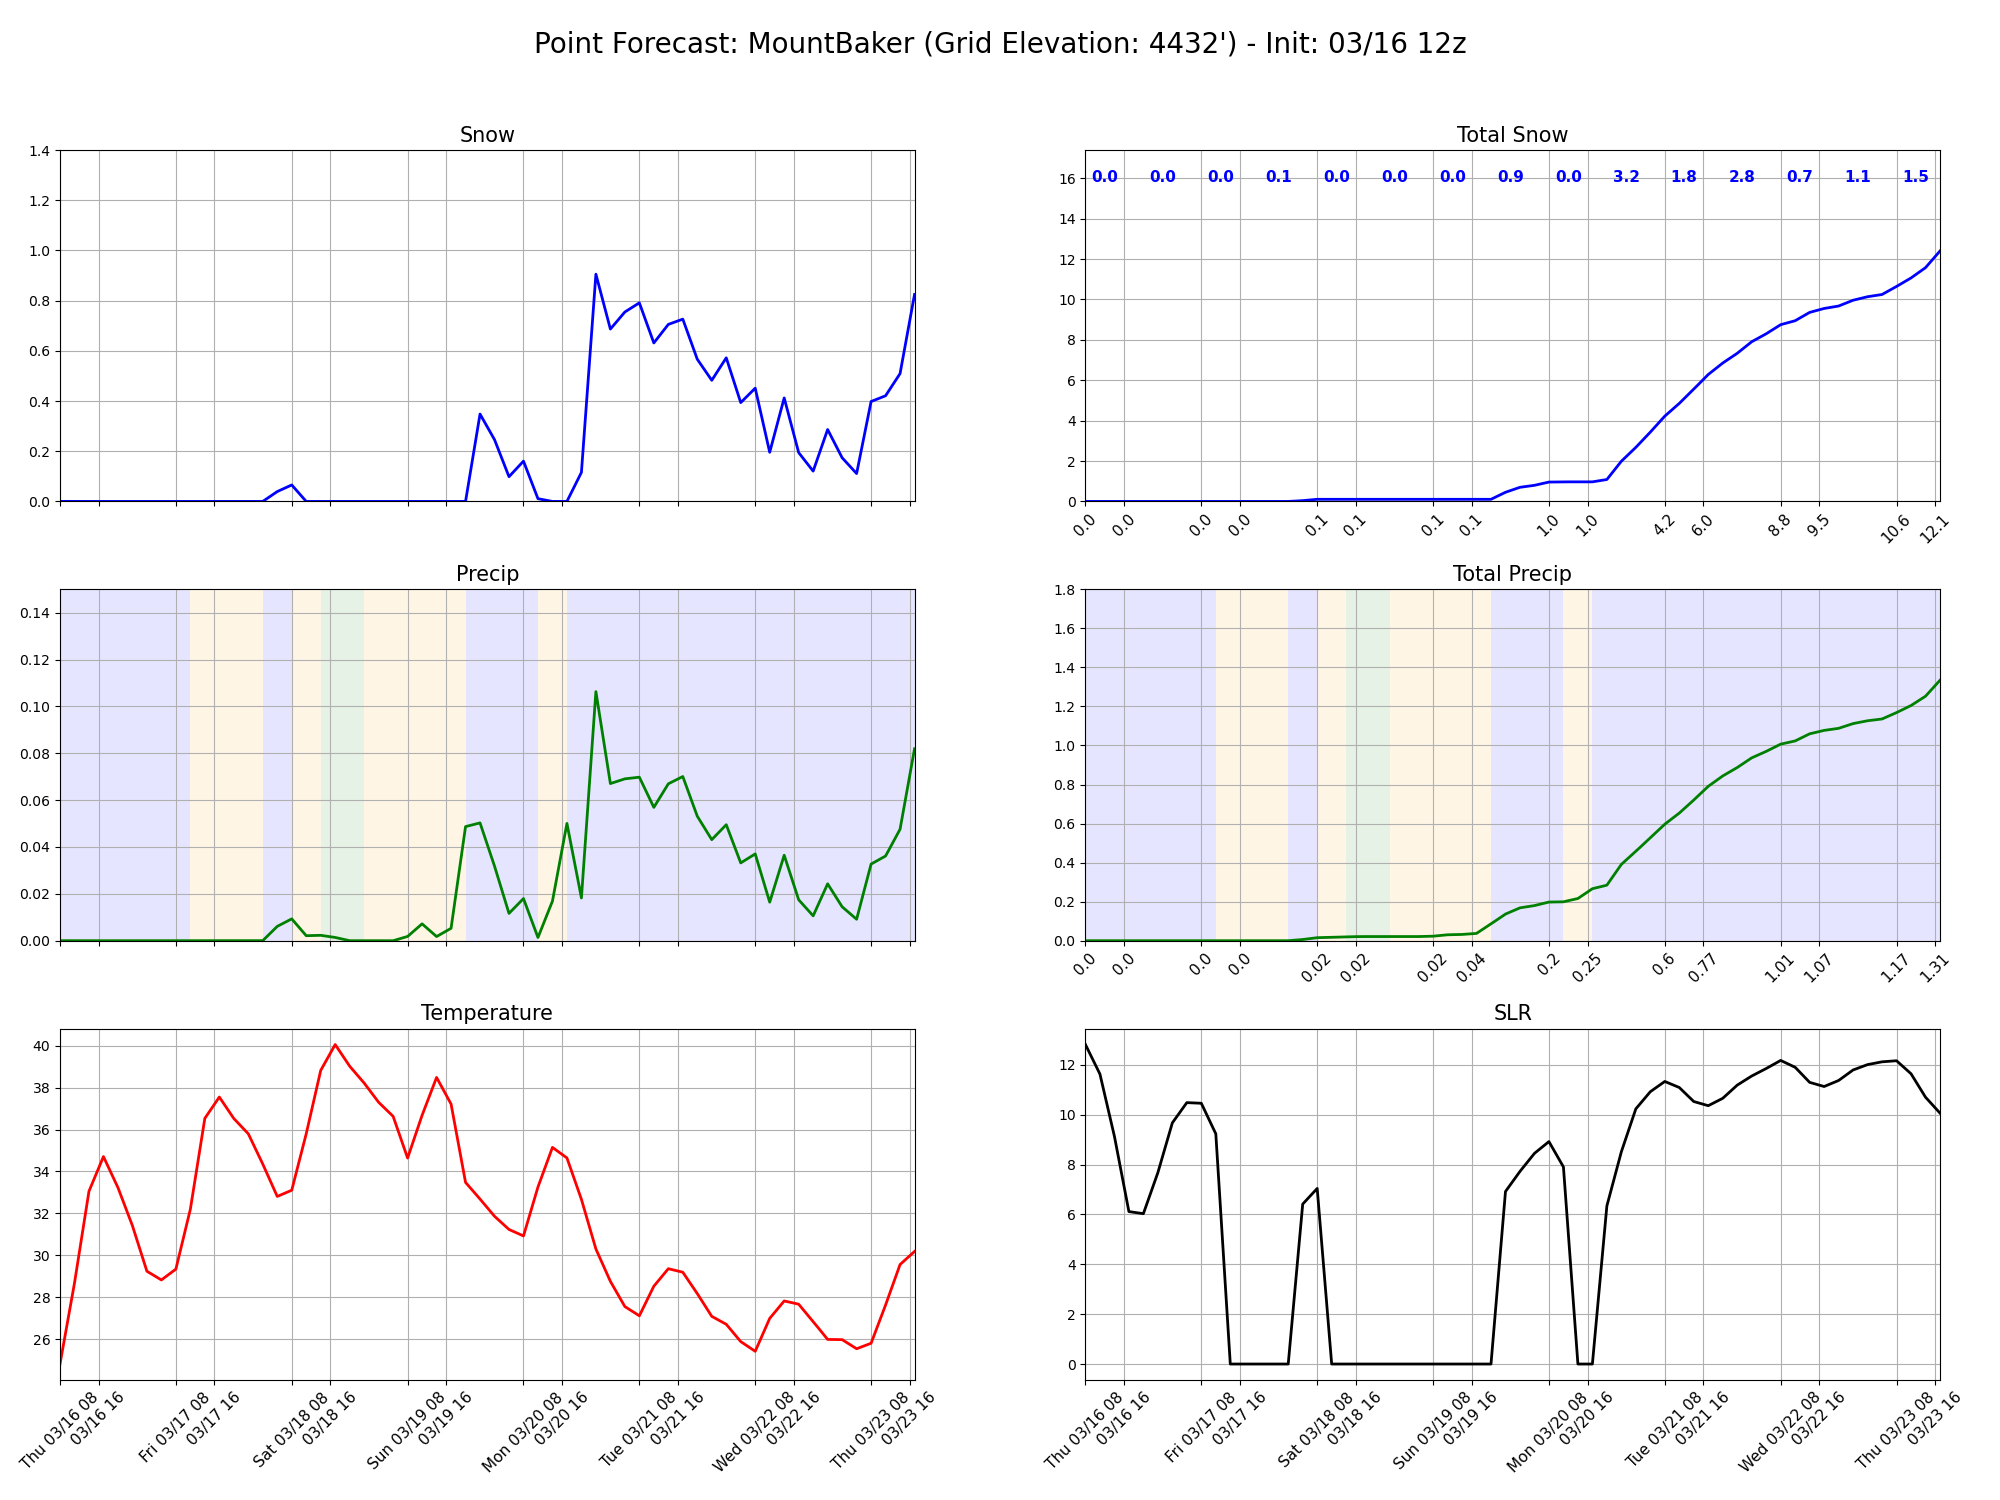 Point Forecast: MountBaker (Grid Elevation: 4432') - Init: 03/16 12z
Snow
1.4
1.2
1.0
0.8
0.6
0.4
0.2
0.0
Total Snow
16
14
12
10
8
6
4
2
0
0.0 0.0 0.0 0.1 0.0 0.0 0.0 0.9 0.0 3.2 1.8 2.8 0.7 1.1 1.5
0.0 0.0 0.0 0.0 0.1 0.1 0.1 0.1 1.0 1.0 4.2 6.0 8.8 9.5 10.6 12.1
Precip
0.14
0.12
0.10
0.08
0.06
0.04
0.02
0.00
Total Precip
1.8
1.6
1.4
1.2
1.0
0.8
0.6
0.4
0.2
0.0
0.0 0.0 0.0 0.0 0.02 0.02 0.02 0.04 0.2 0.25 0.6 0.77 1.01 1.07 1.17 1.31
Temperature
40
38
36
34
32
30
28
26
Thu 03/16 08
03/16 16
Fri 03/17 08
03/17 16
Sat 03/18 08
03/18 16
Sun 03/19 08
03/19 16
Mon 03/20 08
03/20 16
Tue 03/21 08
03/21 16
Wed 03/22 08
03/22 16
Thu 03/23 08
03/23 16
SLR
12
10
8
6
4
2
0
Thu 03/16 08
03/16 16
Fri 03/17 08
03/17 16
Sat 03/18 08
03/18 16
Sun 03/19 08
03/19 16
Mon 03/20 08
03/20 16
Tue 03/21 08
03/21 16
Wed 03/22 08
03/22 16
Thu 03/23 08
03/23 16